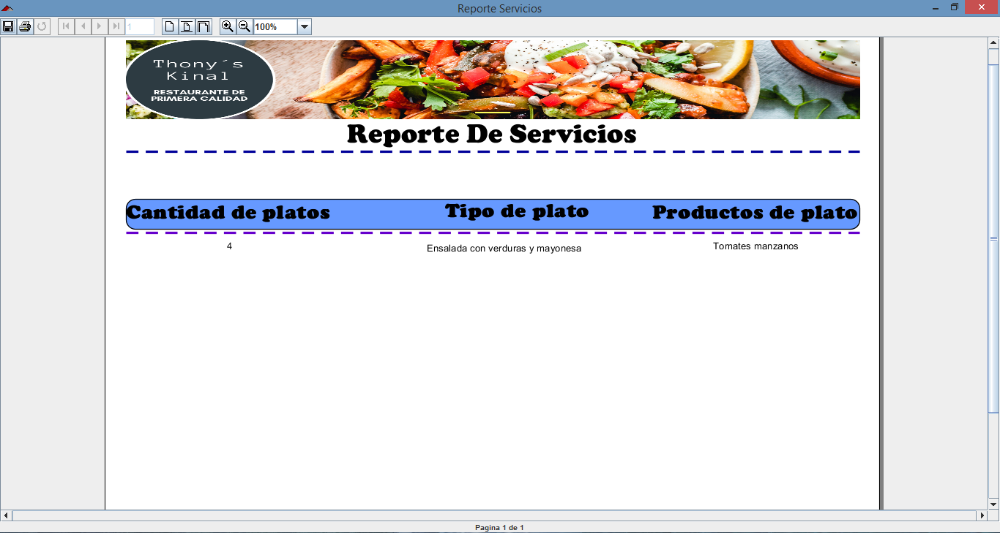 Reporte Servicios
1
100%
Thony´s
Kinal
RESTAURANTE DE
PRIMERA CALIDAD
Reporte De Servicios
Cantidad de platos Tipo de plato Productos de plato
4 Ensalada con verduras y mayonesa Tomates manzanos
Pagina 1 de 1